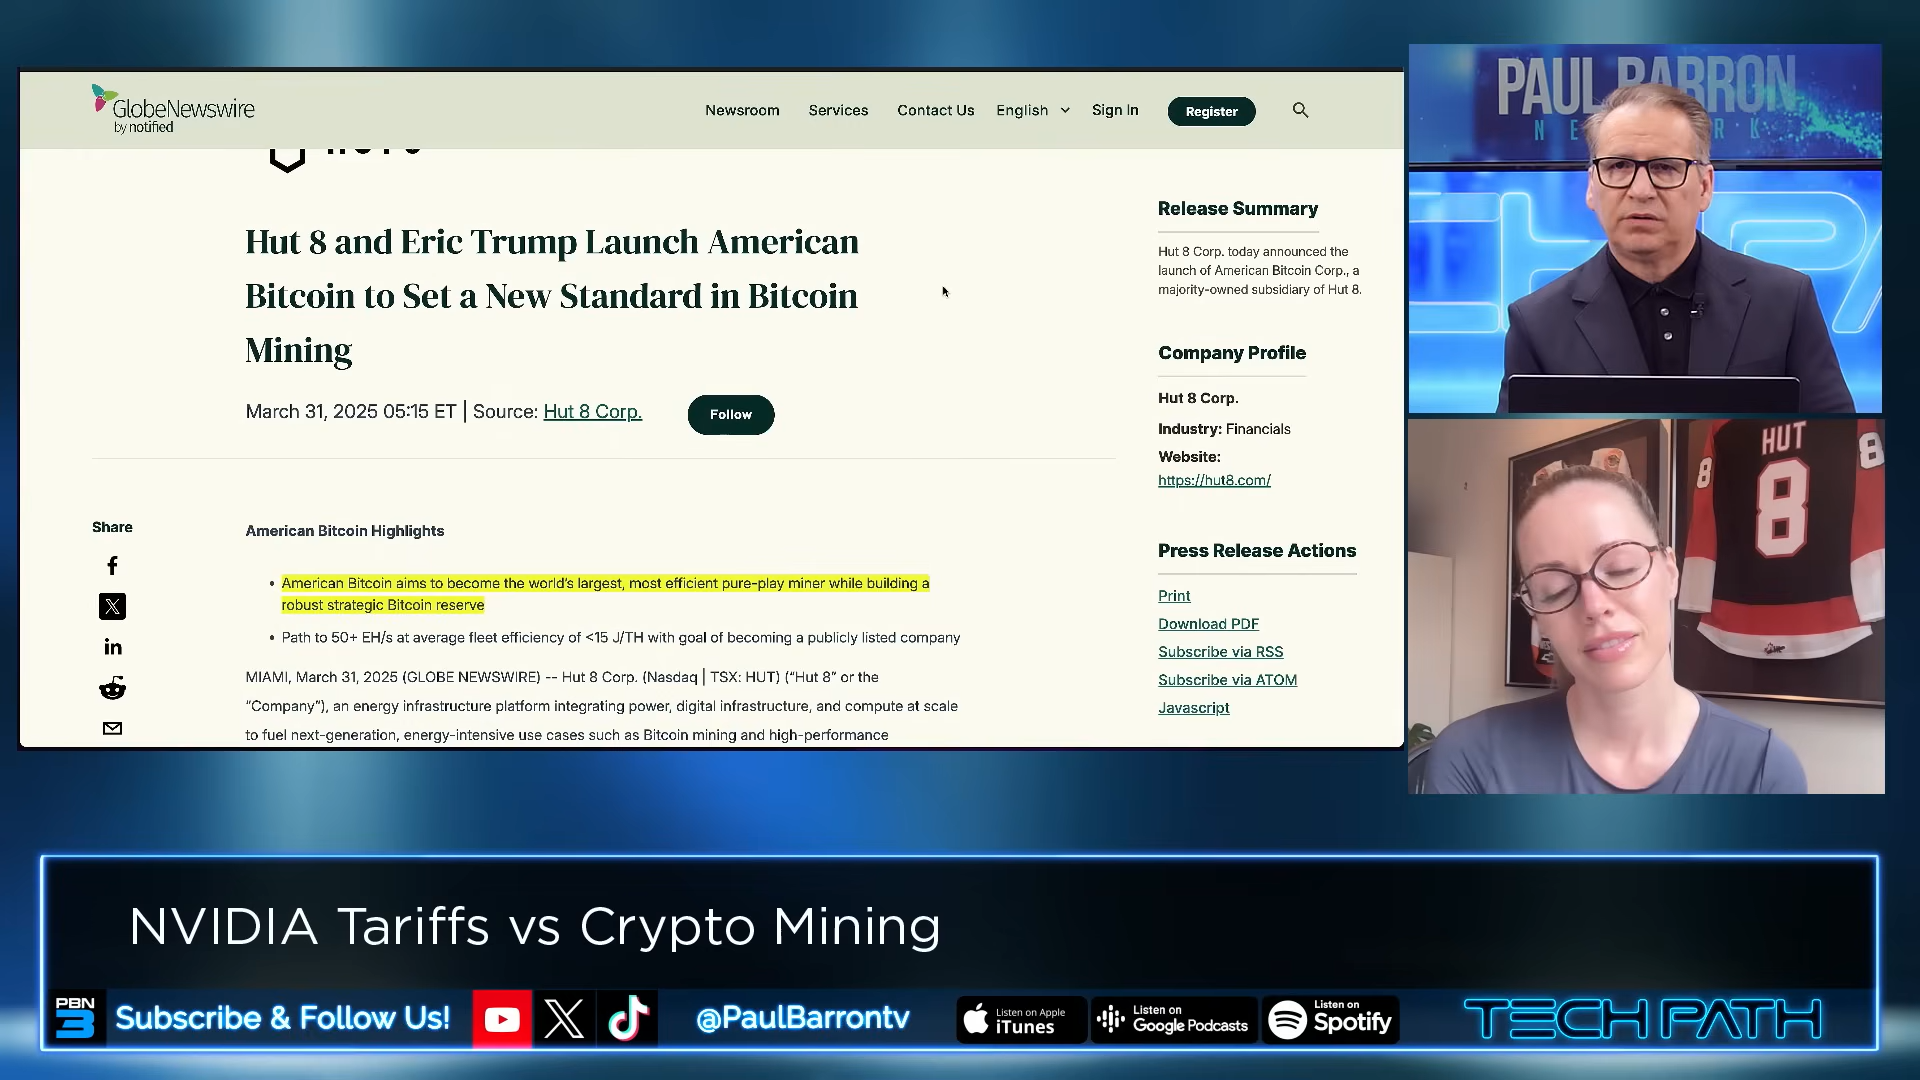 GlobeNewswire
by notified
Newsroom
Services
Contact Us
English
Sign In
Register
Hut 8 and Eric Trump Launch American
Bitcoin to Set a New Standard in Bitcoin
Mining
March 31, 2025 05:15 ET | Source: Hut 8 Corp.
Follow
Share
American Bitcoin Highlights
• American Bitcoin aims to become the world's largest, most efficient pure-play miner while building a
robust strategic Bitcoin reserve
• Path to 50+ EH/s at average fleet efficiency of <15 J/TH with goal of becoming a publicly listed company
MIAMI, March 31, 2025 (GLOBE NEWSWIRE) -- Hut 8 Corp. (Nasdaq | TSX: HUT) ("Hut 8" or the
"Company"), an energy infrastructure platform integrating power, digital infrastructure, and compute at scale
to fuel next-generation, energy-intensive use cases such as Bitcoin mining and high-performance
Release Summary
Hut 8 Corp. today announced the
launch of American Bitcoin Corp., a
majority-owned subsidiary of Hut 8.
Company Profile
Hut 8 Corp.
Industry: Financials
Website:
https://hut8.com/
Press Release Actions
Print
Download PDF
Subscribe via RSS
Subscribe via ATOM
Javascript
PAUL BARRON
HUT
8
8
8
NVIDIA Tariffs vs Crypto Mining
PBN
3
Subscribe & Follow Us!
@PaulBarrontv
Listen on Apple
iTunes
Listen on
Google Podcasts
Listen on
Spotify
TECH PATH